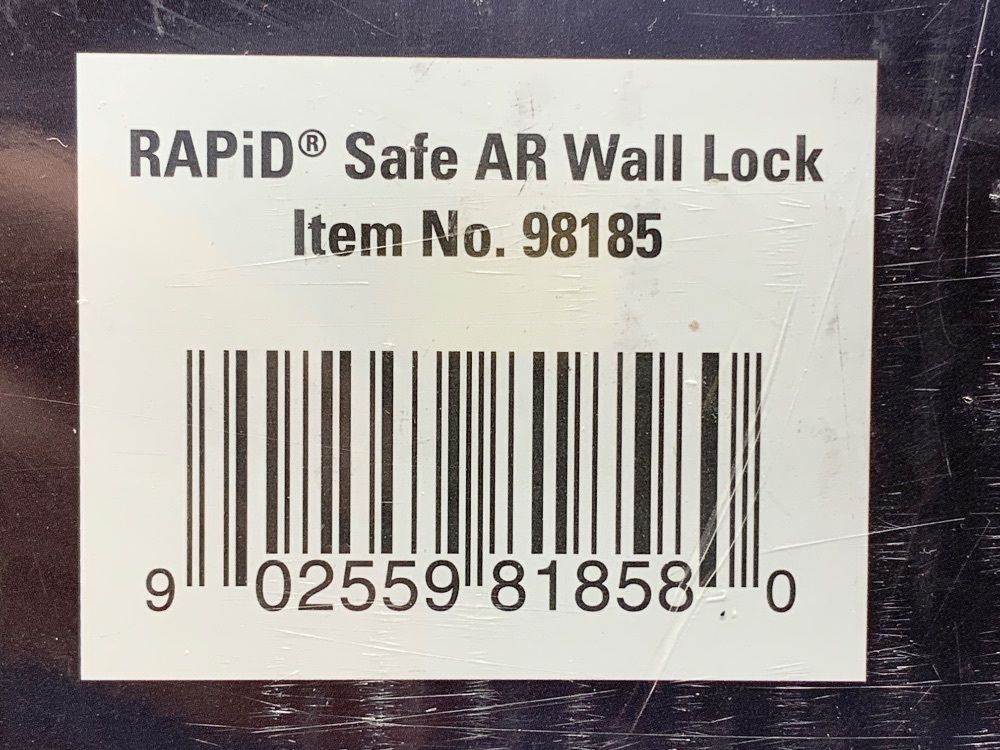 RAPiD® Safe AR Wall Lock
Item No. 98185
9 02559 81858 0